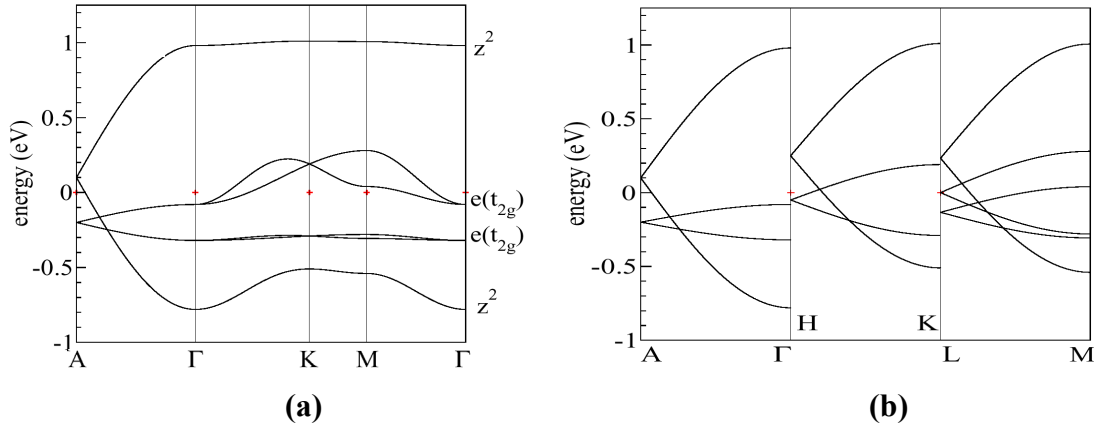 1
0.5
0
-0.5
-1
energy (eV)
A
Γ
K
M
Γ
z²
e(t₂g)
e(t₂g)
z²
(a)
1
0.5
0
-0.5
-1
energy (eV)
H
K
A
Γ
L
M
(b)